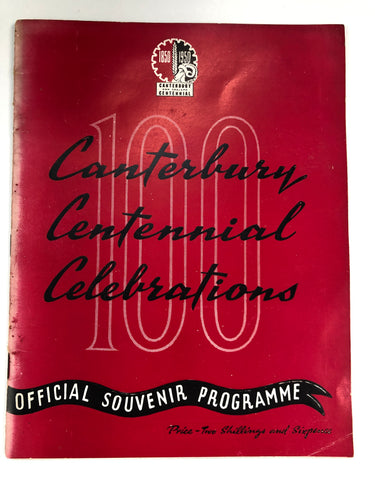 1850 1950
CANTERBURY
CENTENNIAL
100
Canterbury
Centennial
Celebrations
OFFICIAL SOUVENIR PROGRAMME
Price - Two Shillings and Sixpence